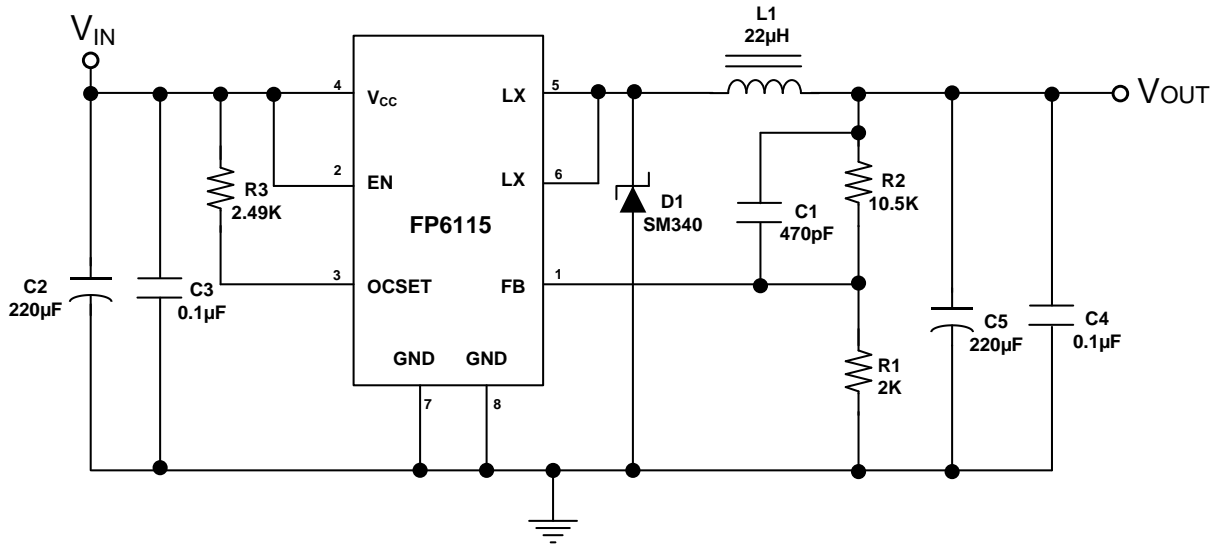 L1
22µH
VIN
4
VCC
LX
5
VOUT
2
EN
LX
6
R3
2.49K
FP6115
D1
SM340
C1
470pF
R2
10.5K
3
OCSET
FB
1
C2
220µF
C3
0.1µF
C5
220µF
C4
0.1µF
GND
GND
7
8
R1
2K